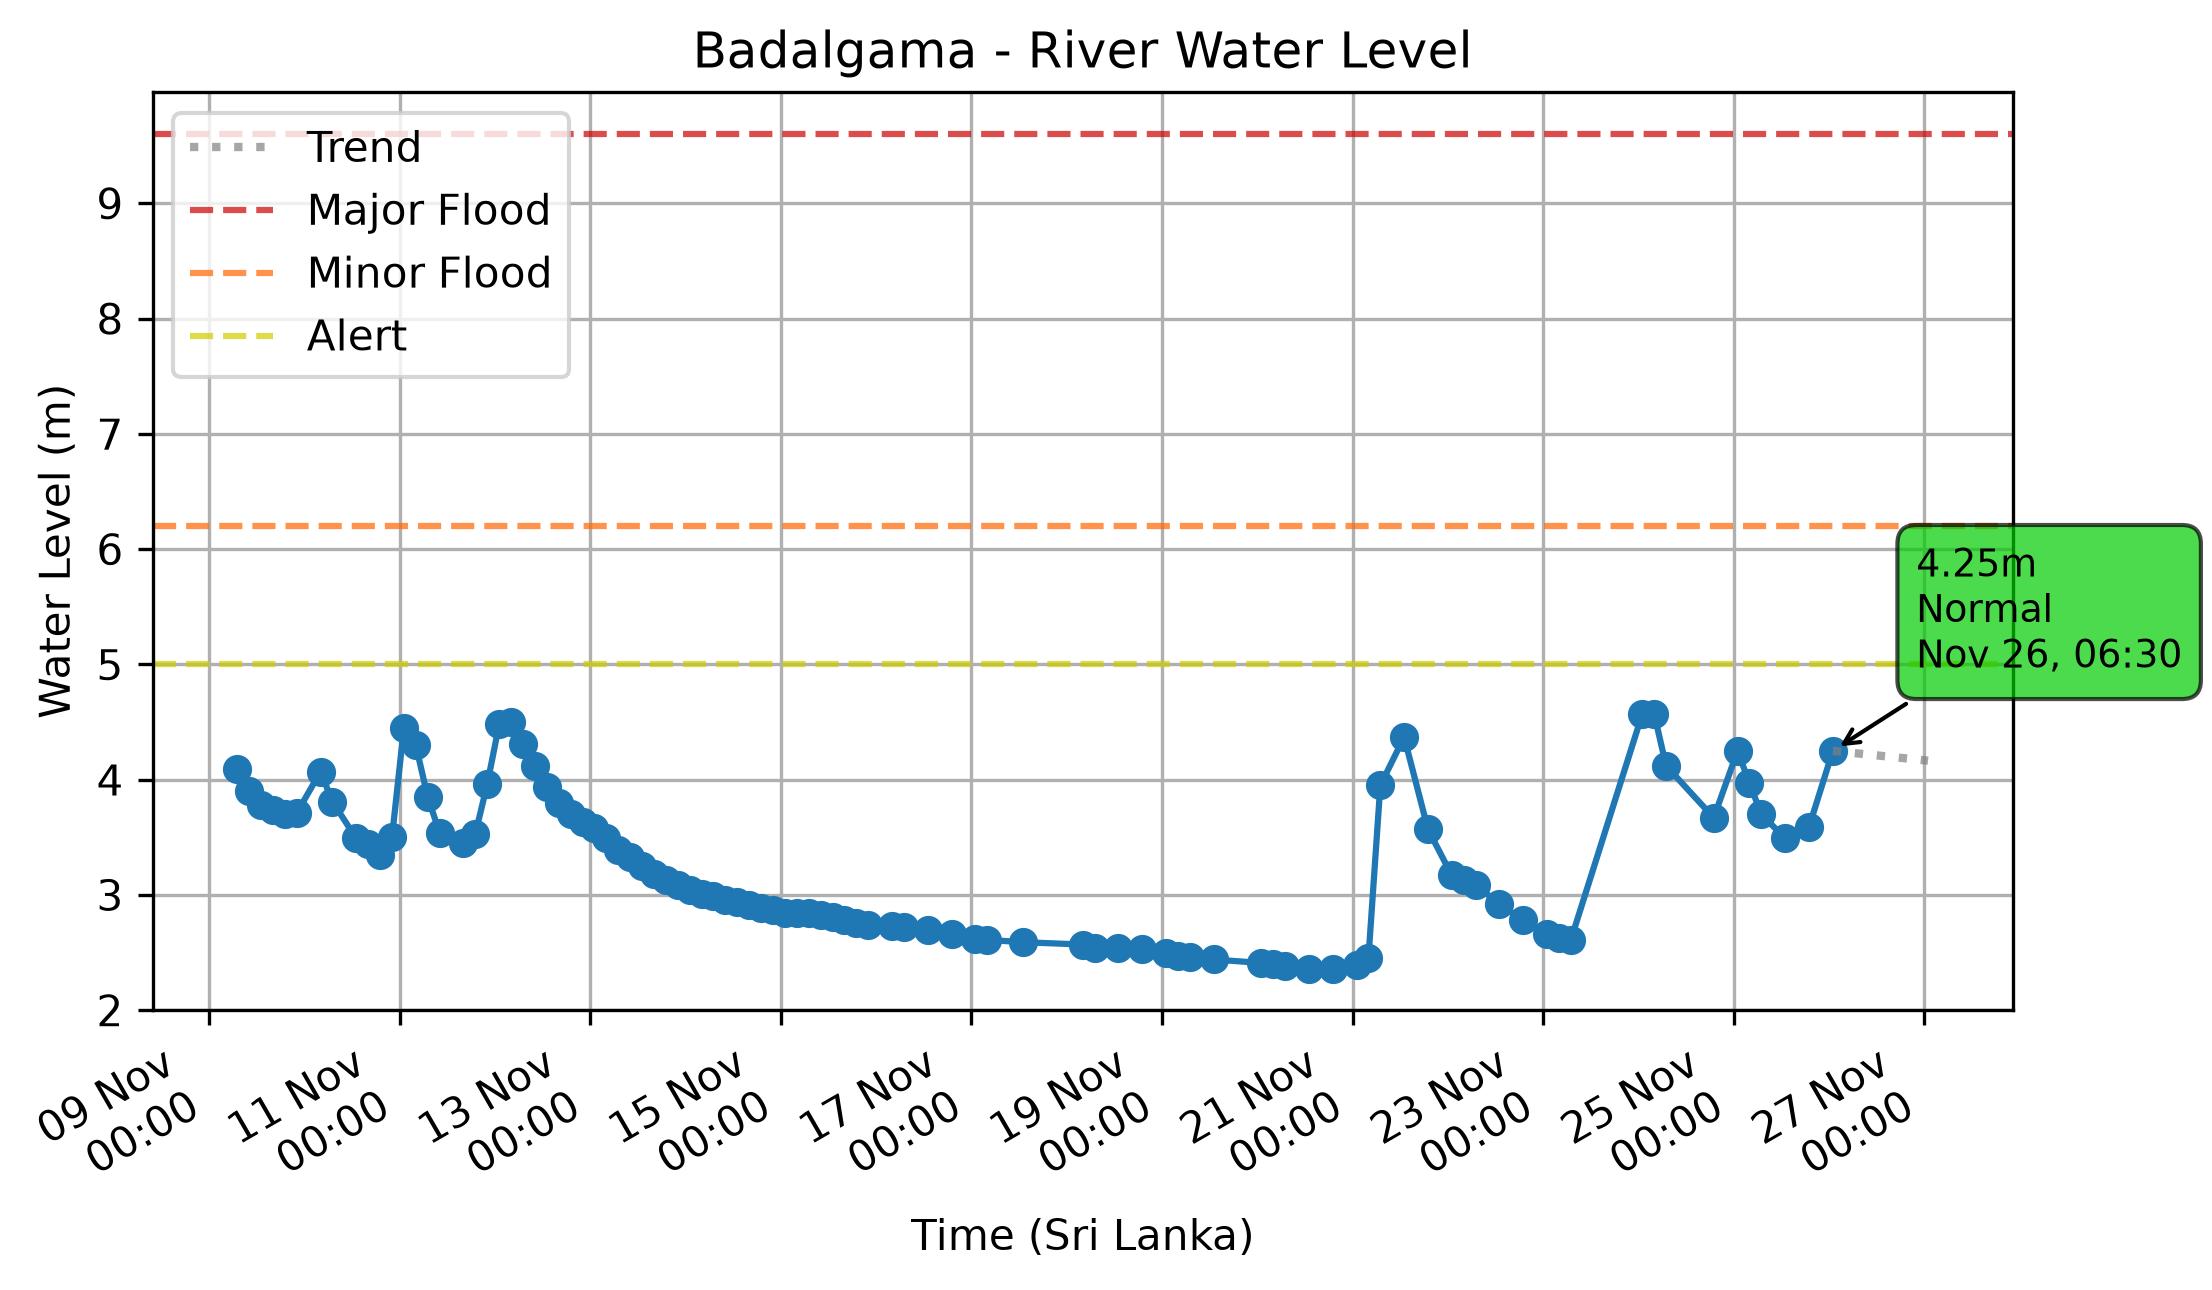 Badalgama - River Water Level
Trend
Major Flood
Minor Flood
Alert
Water Level (m)
9
8
7
6
5
4
3
2
4.25m
Normal
Nov 26, 06:30
09 Nov
00:00
11 Nov
00:00
13 Nov
00:00
15 Nov
00:00
17 Nov
00:00
19 Nov
00:00
21 Nov
00:00
23 Nov
00:00
25 Nov
00:00
27 Nov
00:00
Time (Sri Lanka)